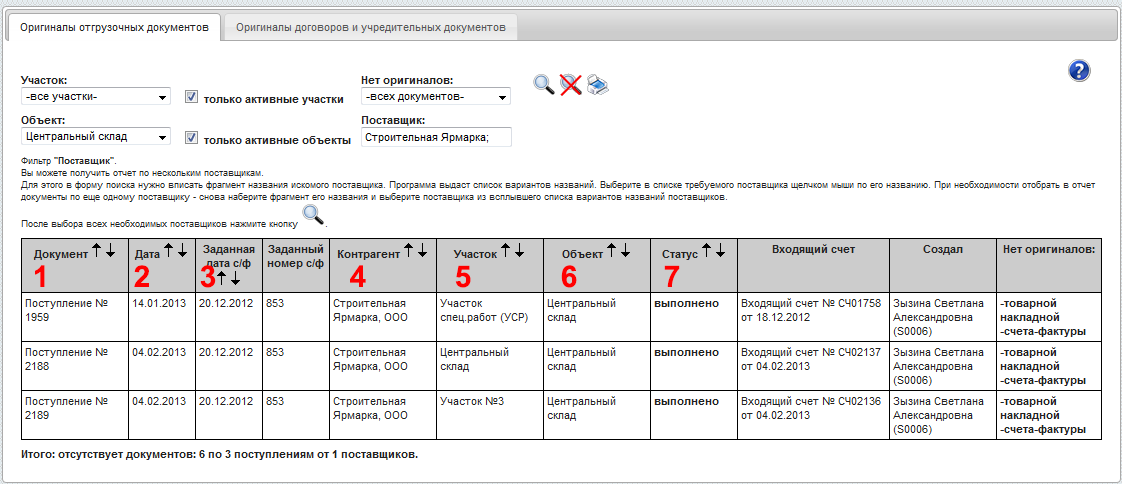 Оригиналы отгрузочных документов
Оригиналы договоров и учредительных документов
Участок:
-все участки-
только активные участки
Нет оригиналов:
-всех документов-
Объект:
Центральный склад
только активные объекты
Поставщик:
Строительная Ярмарка;
Фильтр "Поставщик".
Вы можете получить отчет по нескольким поставщикам.
Для этого в форму поиска нужно вписать фрагмент названия искомого поставщика. Программа выдаст список вариантов названий. Выберите в списке требуемого поставщика щелчком мыши по его названию. При необходимости отобрать в отчет
документы по еще одному поставщику - снова наберите фрагмент его названия и выберите поставщика из всплывшего списка вариантов названий поставщиков.
После выбора всех необходимых поставщиков нажмите кнопку .
Документ
1
Дата
2
Заданная
дата с/ф
3
Заданный
номер с/ф
Контрагент
4
Участок
5
Объект
6
Статус
7
Входящий счет
Создал
Нет оригиналов:
Поступление №
1959
14.01.2013
20.12.2012
853
Строительная
Ярмарка, ООО
Участок
спец.работ (УСР)
Центральный
склад
выполнено
Входящий счет № СЧ01758
от 18.12.2012
Зызина Светлана
Александровна
(S0006)
-товарной
накладной
-счета-фактуры
Поступление №
2188
04.02.2013
20.12.2012
853
Строительная
Ярмарка, ООО
Центральный
склад
Центральный
склад
выполнено
Входящий счет № СЧ02137
от 04.02.2013
Зызина Светлана
Александровна
(S0006)
-товарной
накладной
-счета-фактуры
Поступление №
2189
04.02.2013
20.12.2012
853
Строительная
Ярмарка, ООО
Участок №3
Центральный
склад
выполнено
Входящий счет № СЧ02136
от 04.02.2013
Зызина Светлана
Александровна
(S0006)
-товарной
накладной
-счета-фактуры
Итого: отсутствует документов: 6 по 3 поступлениям от 1 поставщиков.